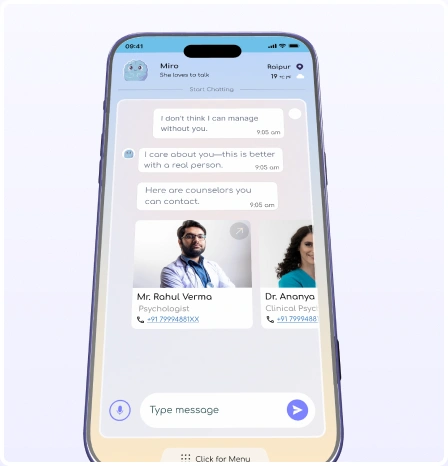 09:41
Miro
She loves to talk
Raipur
19
Start Chatting
I don't think I can manage
without you.
9:05 am
I care about you—this is better
with a real person.
9:05 am
Here are counselors you
can contact.
9:05 am
Mr. Rahul Verma
Psychologist
+91 79994881XX
Dr. Ananya
Clinical Psyc
+91 7999488
Type message
Click for Menu